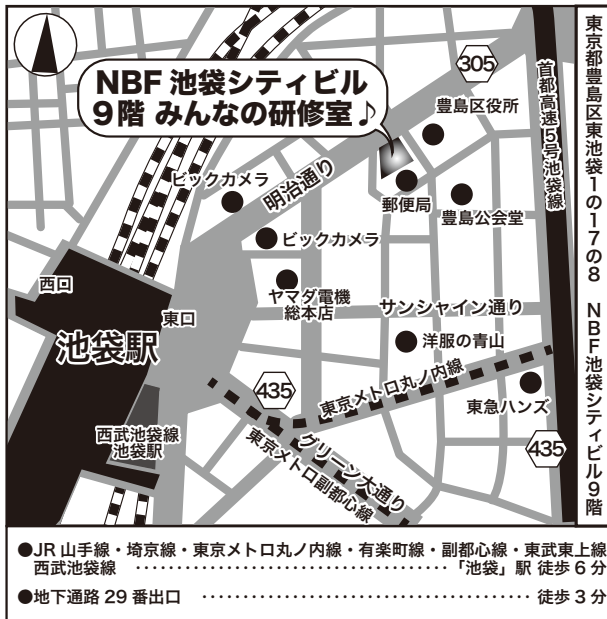 NBF 池袋シティビル
9階 みんなの研修室♪
305
豊島区役所
首都高速5号池袋線
東京都豊島区東池袋1の17の8 NBF池袋シティビル9階
ビックカメラ
明治通り
郵便局
豊島公会堂
ビックカメラ
西口
東口
池袋駅
ヤマダ電機
総本店
サンシャイン通り
洋服の青山
435
東京メトロ丸ノ内線
東急ハンズ
西武池袋線
池袋駅
グリーン大通り
東京メトロ副都心線
435
●JR 山手線・埼京線・東京メトロ丸ノ内線・有楽町線・副都心線・東武東上線
西武池袋線 ‥‥‥‥‥‥‥‥‥‥‥‥‥‥‥‥‥‥ 「池袋」駅 徒歩 6 分
●地下通路 29 番出口 ‥‥‥‥‥‥‥‥‥‥‥‥‥‥‥‥‥‥‥ 徒歩 3 分